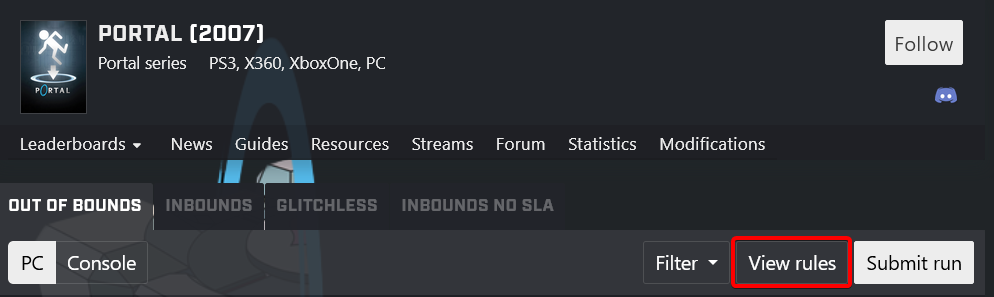 PORTAL (2007)
Portal series PS3, X360, XboxOne, PC
Follow
PORTAL
Leaderboards News Guides Resources Streams Forum Statistics Modifications
OUT OF BOUNDS INBOUNDS GLITCHLESS INBOUNDS NO SLA
PC Console Filter View rules Submit run